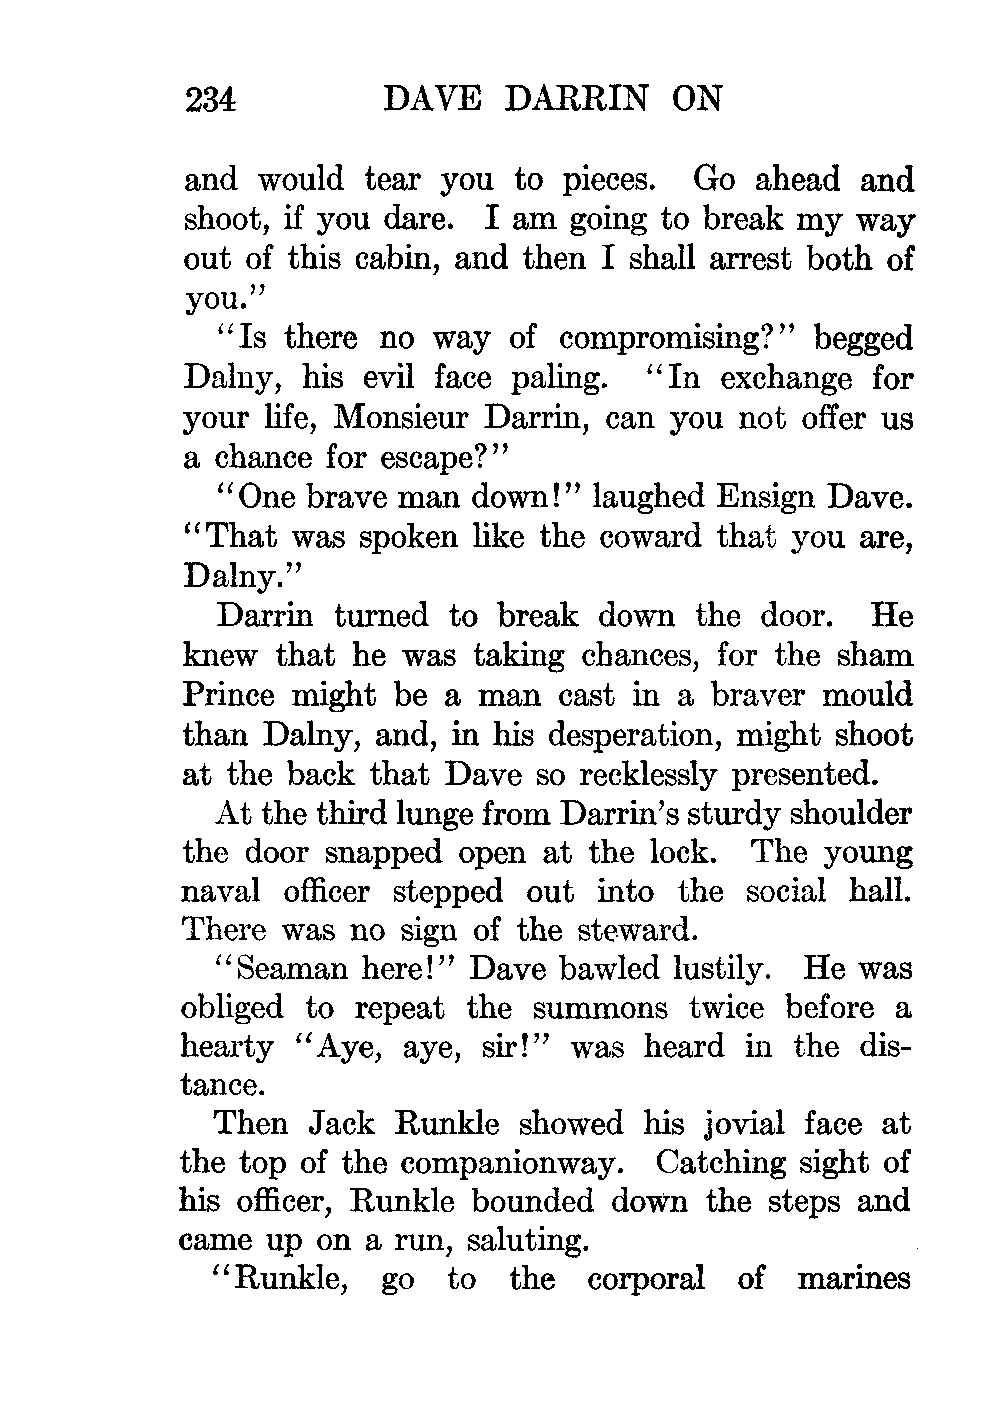 234 DAVE DARRIN ON
and would tear you to pieces. Go ahead and
shoot, if you dare. I am going to break my way
out of this cabin, and then I shall arrest both of
you.”
“Is there no way of compromising?” begged
Dalny, his evil face paling. “In exchange for
your life, Monsieur Darrin, can you not offer us
a chance for escape?”
“One brave man down!” laughed Ensign Dave.
“That was spoken like the coward that you are,
Dalny.”
Darrin turned to break down the door. He
knew that he was taking chances, for the sham
Prince might be a man cast in a braver mould
than Dalny, and, in his desperation, might shoot
at the back that Dave so recklessly presented.
At the third lunge from Darrin’s sturdy shoulder
the door snapped open at the lock. The young
naval officer stepped out into the social hall.
There was no sign of the steward.
“Seaman here!” Dave bawled lustily. He was
obliged to repeat the summons twice before a
hearty “Aye, aye, sir!” was heard in the dis-
tance.
Then Jack Runkle showed his jovial face at
the top of the companionway. Catching sight of
his officer, Runkle bounded down the steps and
came up on a run, saluting.
“Runkle, go to the corporal of marines